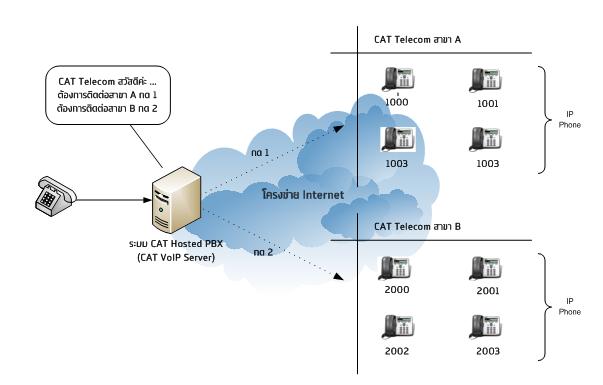 CAT Telecom สาขา A
CAT Telecom สวัสดีค่ะ ...
ต้องการติดต่อสาขา A กด 1
ต้องการติดต่อสาขา B กด 2
1000
1001
IP
Phone
1003
1003
กด 1
โครงข่าย Internet
ระบบ CAT Hosted PBX
(CAT VoIP Server)
กด 2
CAT Telecom สาขา B
2000
2001
IP
Phone
2002
2003